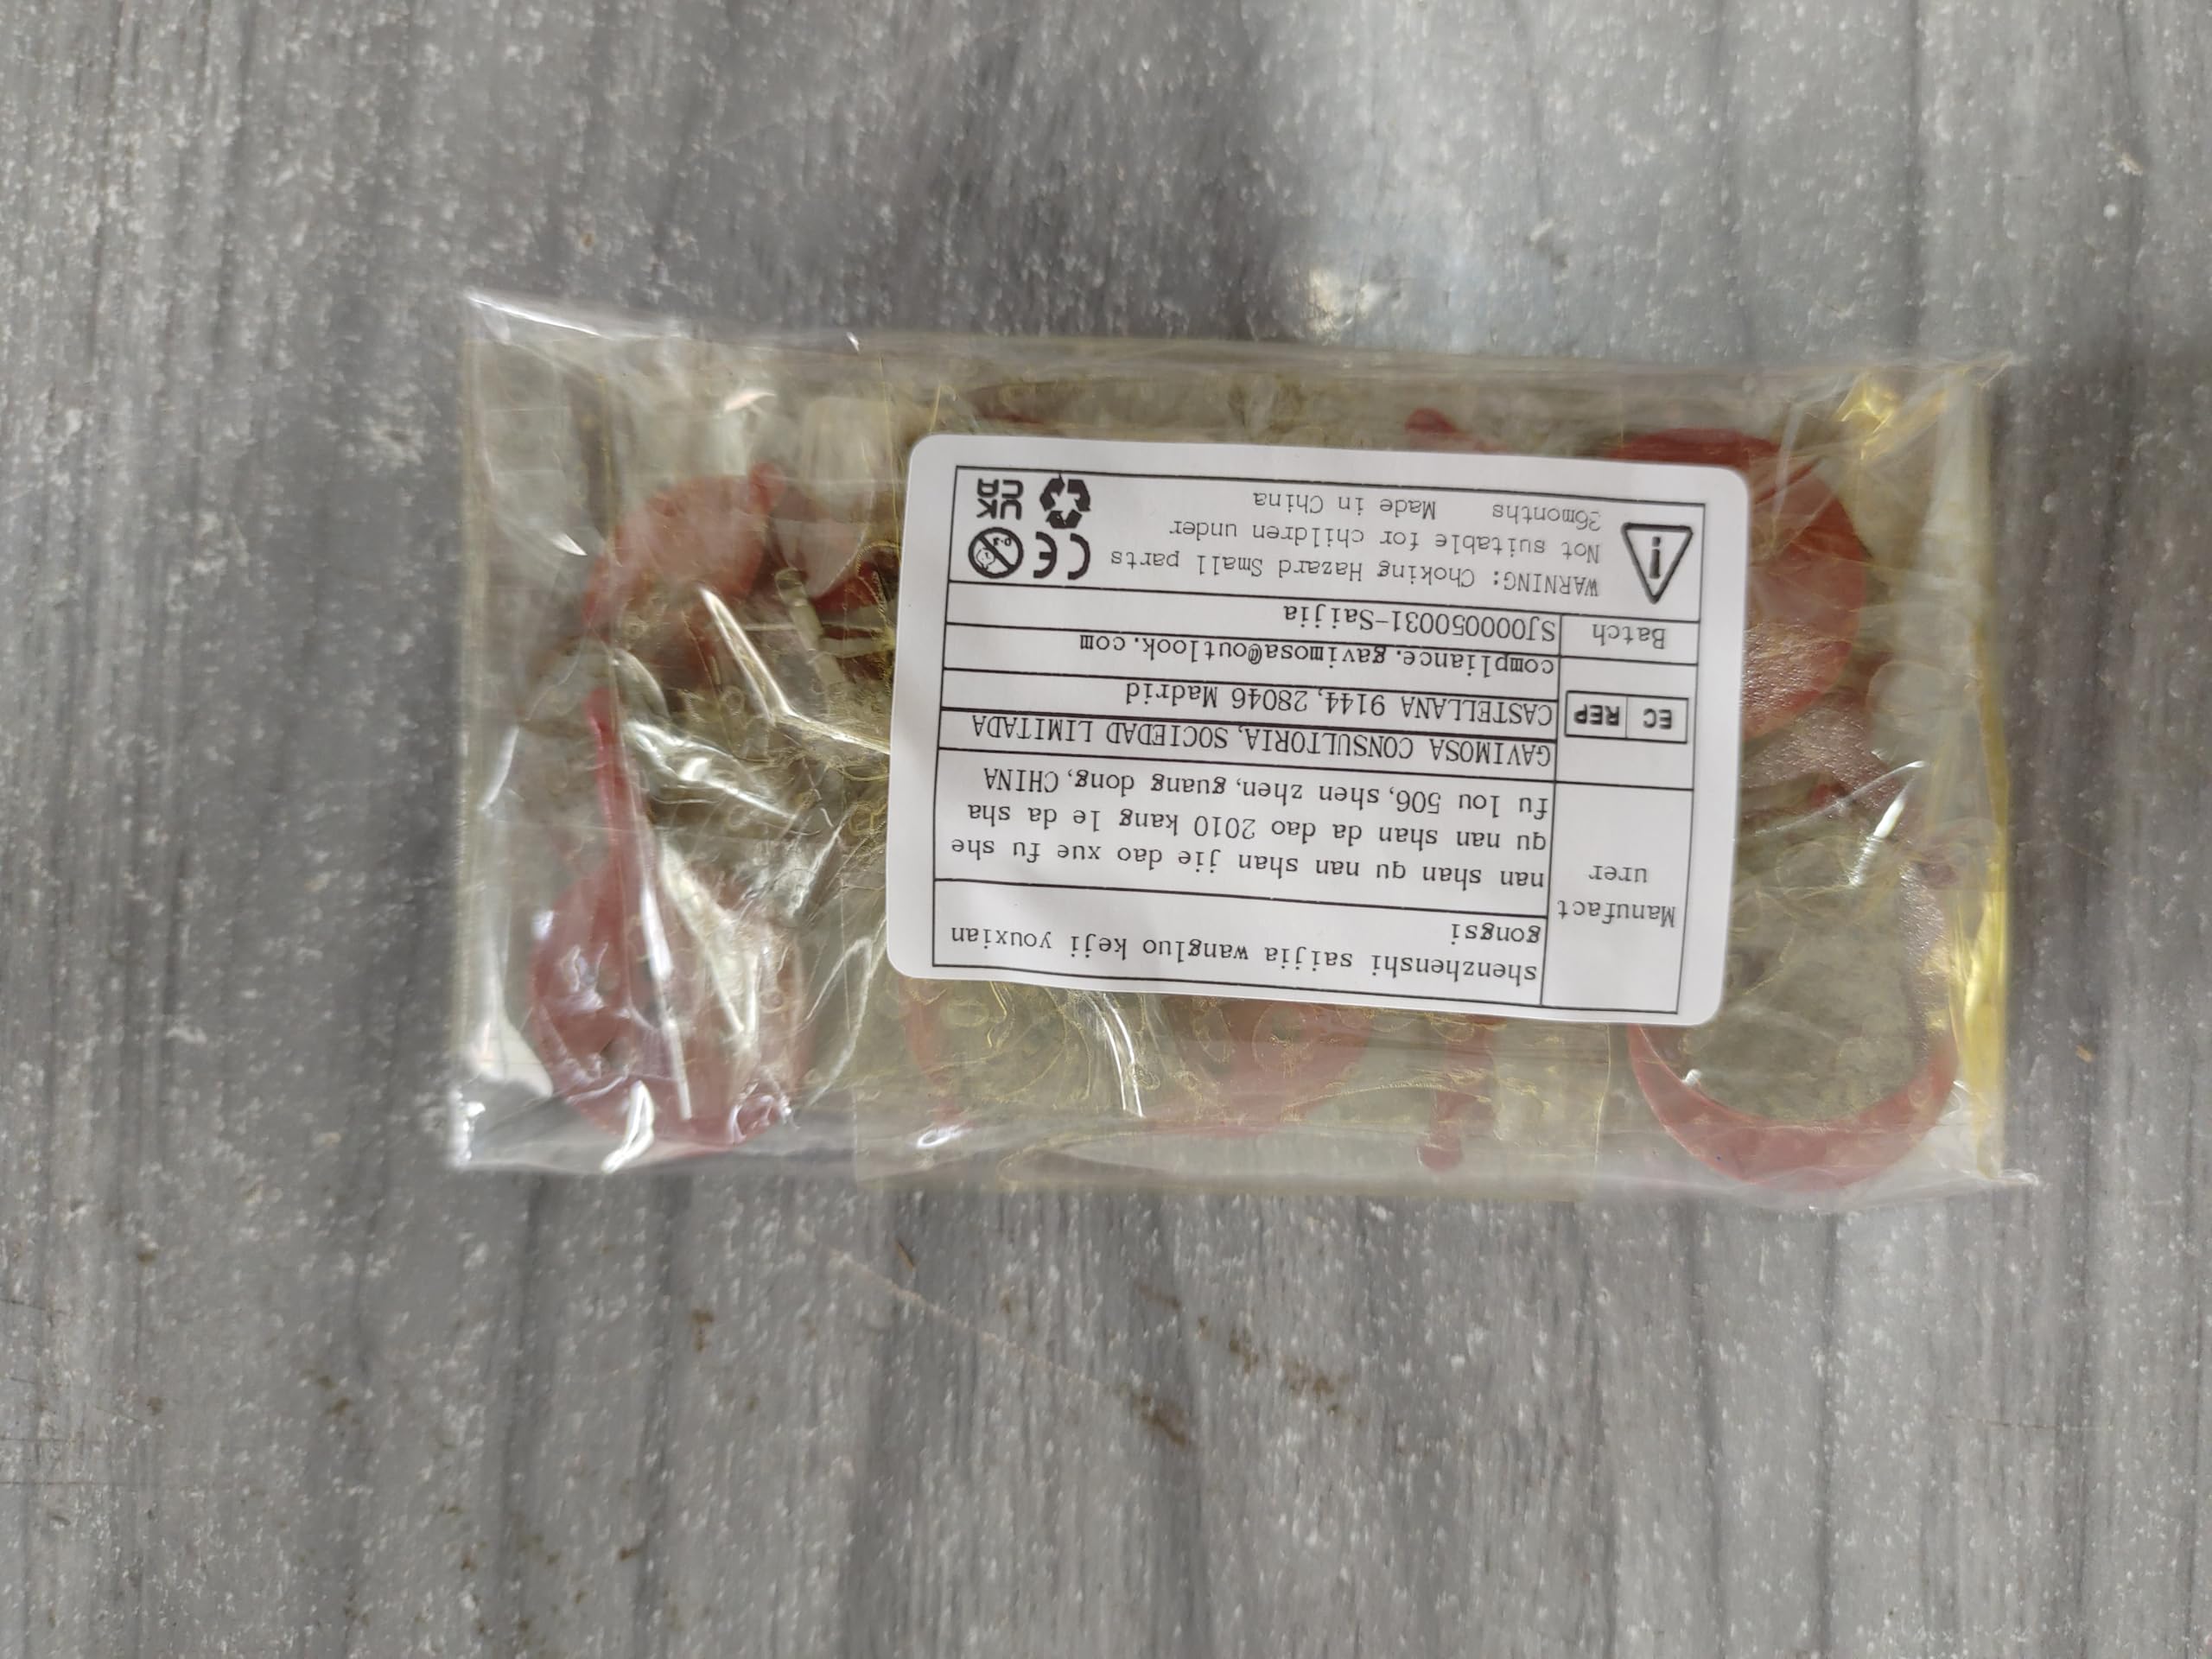 Manufact
urer
shenzhenshi saijia wangluo keji youxian
gongsi
nan shan qu nan shan jie dao xue fu she
qu nan shan da dao 2010 kang le da sha
fu lou 506, shen zhen, guang dong, CHINA
EC REP
GAVIMOSA CONSULTORIA, SOCIEDAD LIMITADA
CASTELLANA 9144, 28046 Madrid
compliance.gavimosa@outlook.com
Batch
SJ000050031-Saijia
WARNING: Choking Hazard Small parts
Not suitable for children under
36months Made in China
CE
0-3
UK
CA